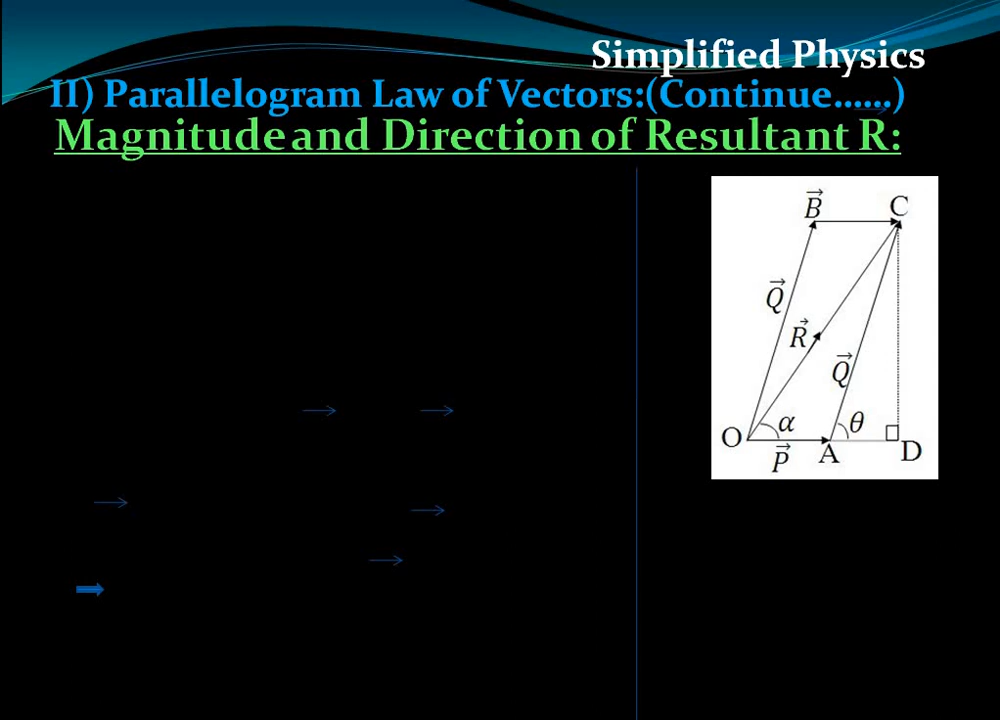 Simplified Physics
II) Parallelogram Law of Vectors:(Continue......)
Magnitude and Direction of Resultant R:
B⃗ C
Q⃗
R⃗
Q⃗
O α A θ D
P⃗